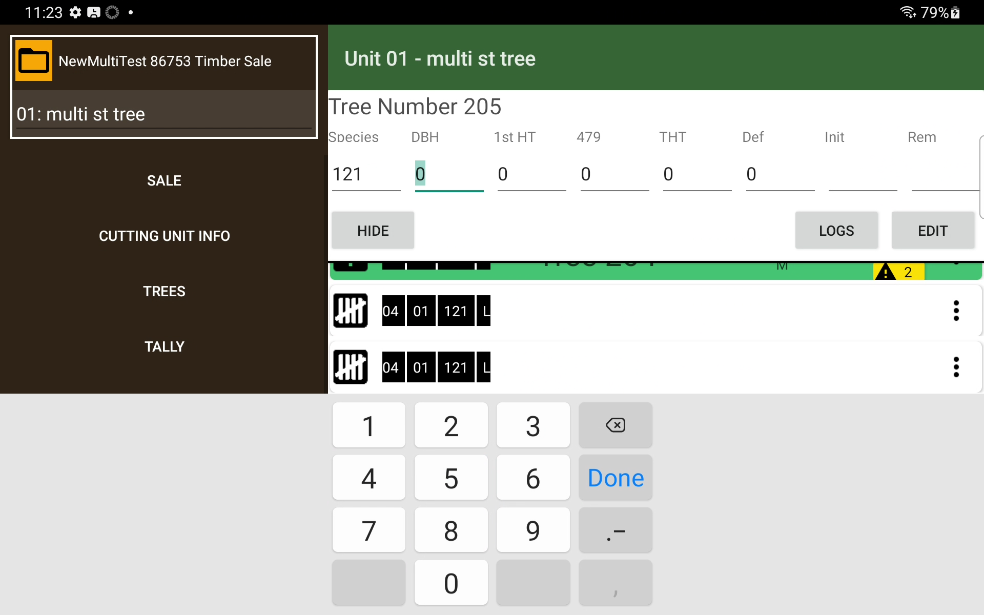 11:23
79%
NewMultiTest 86753 Timber Sale
01: multi st tree
SALE
CUTTING UNIT INFO
TREES
TALLY
Unit 01 - multi st tree
Tree Number 205
Species DBH 1st HT 479 THT Def Init Rem
121 0 0 0 0 0
HIDE LOGS EDIT
M 2
04 01 121 L
04 01 121 L
1 2 3
4 5 6 Done
7 8 9 .-
0 ,